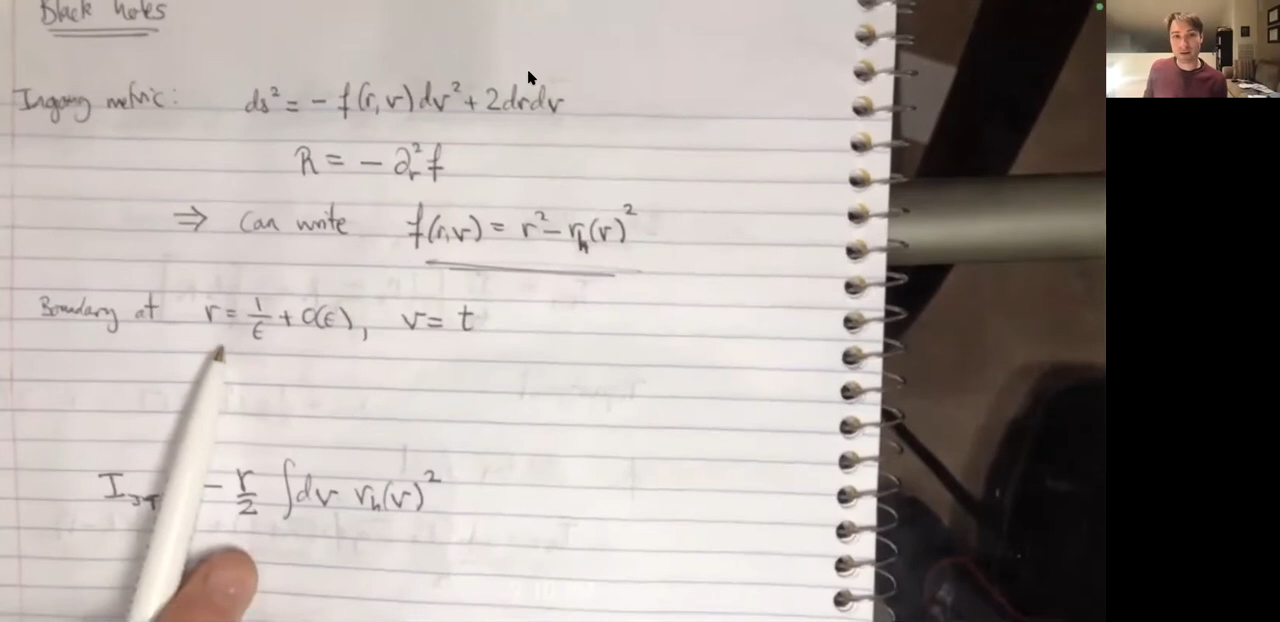 Black holes
Ingoing metric: ds² = - f(r,v)dv² + 2drdv
R = - ∂ᵣ²f
⇒ Can write f(r,v) = r² - rₕ(v)²
Boundary at r = 1/ϵ + O(ϵ), v = t
- r/2 ∫dv rₕ(v)²